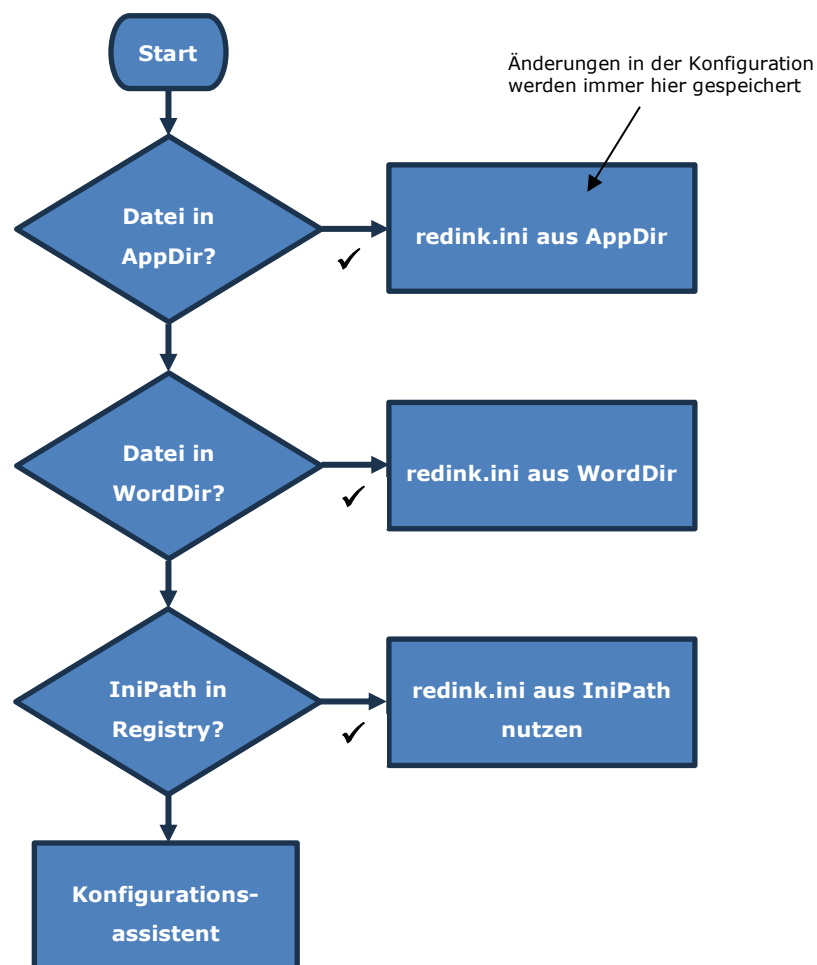 Start
Änderungen in der Konfiguration
werden immer hier gespeichert
Datei in
AppDir?
redink.ini aus AppDir
Datei in
WordDir?
redink.ini aus WordDir
IniPath in
Registry?
redink.ini aus IniPath
nutzen
Konfigurations-
assistent